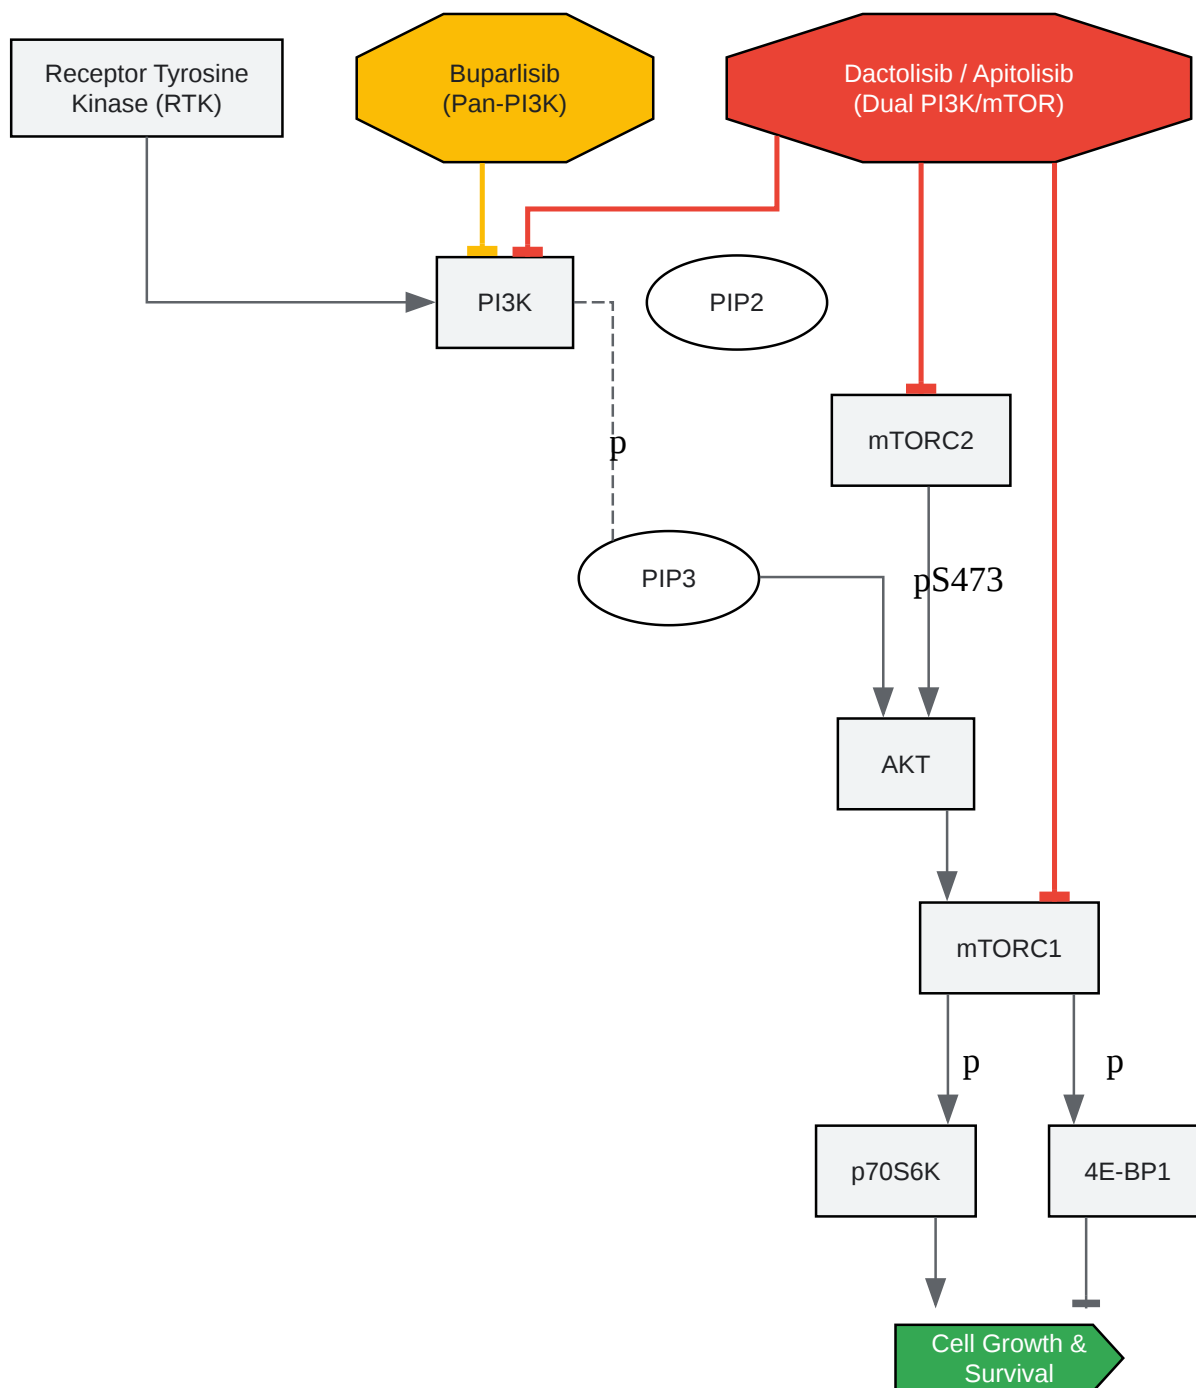 Receptor Tyrosine
Kinase (RTK)
Buparlisib
(Pan-PI3K)
Dactolisib / Apitolisib
(Dual PI3K/mTOR)
PI3K
PIP2
mTORC2
p
PIP3
pS473
AKT
mTORC1
p
p
p70S6K
4E-BP1
Cell Growth &
Survival